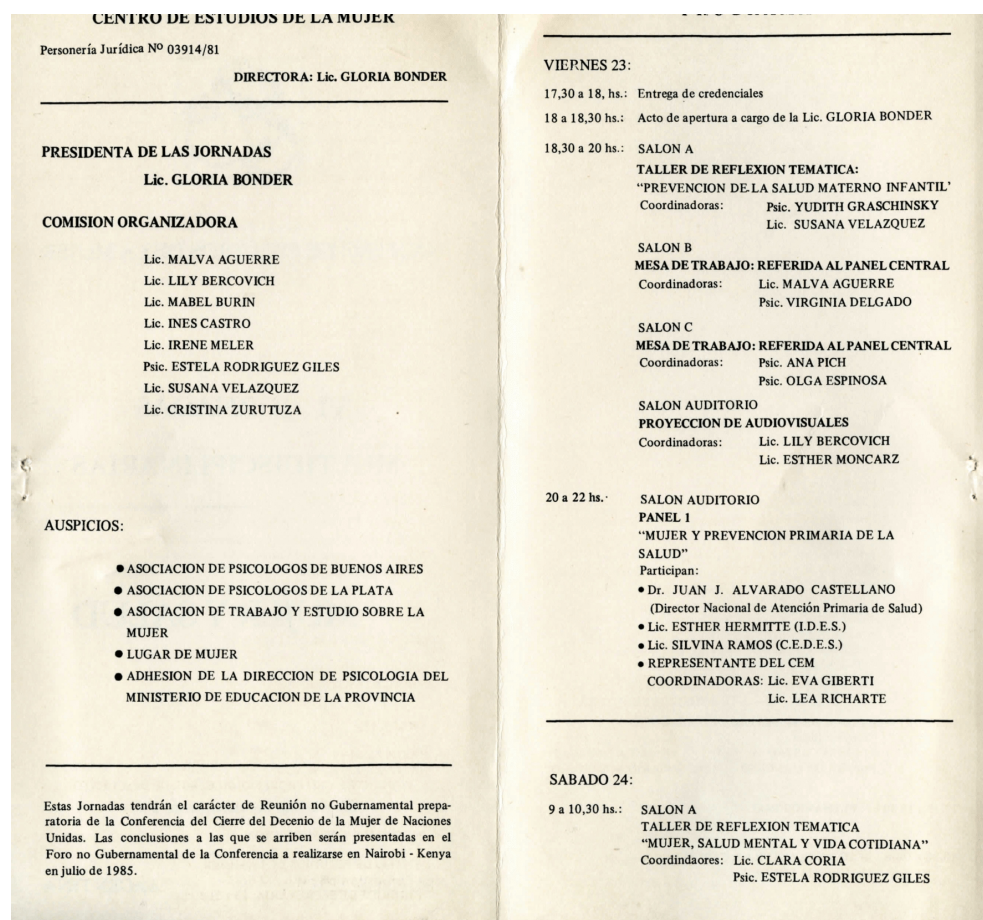 CENTRO DE ESTUDIOS DE LA MUJER
Personería Jurídica Nº 03914/81
DIRECTORA: Lic. GLORIA BONDER
PRESIDENTA DE LAS JORNADAS
Lic. GLORIA BONDER
COMISION ORGANIZADORA
Lic. MALVA AGUERRE
Lic. LILY BERCOVICH
Lic. MABEL BURIN
Lic. INES CASTRO
Lic. IRENE MELER
Psic. ESTELA RODRIGUEZ GILES
Lic. SUSANA VELAZQUEZ
Lic. CRISTINA ZURUTUZA
AUSPICIOS:
● ASOCIACION DE PSICOLOGOS DE BUENOS AIRES
● ASOCIACION DE PSICOLOGOS DE LA PLATA
● ASOCIACION DE TRABAJO Y ESTUDIO SOBRE LA
MUJER
● LUGAR DE MUJER
● ADHESION DE LA DIRECCION DE PSICOLOGIA DEL
MINISTERIO DE EDUCACION DE LA PROVINCIA
Estas Jornadas tendrán el carácter de Reunión no Gubernamental prepa-
ratoria de la Conferencia del Cierre del Decenio de la Mujer de Naciones
Unidas. Las conclusiones a las que se arriben serán presentadas en el
Foro no Gubernamental de la Conferencia a realizarse en Nairobi - Kenya
en julio de 1985.
VIERNES 23:
17,30 a 18, hs.: Entrega de credenciales
18 a 18,30 hs.: Acto de apertura a cargo de la Lic. GLORIA BONDER
18,30 a 20 hs.: SALON A
TALLER DE REFLEXION TEMATICA:
"PREVENCION DE LA SALUD MATERNO INFANTIL'
Coordinadoras: Psic. YUDITH GRASCHINSKY
Lic. SUSANA VELAZQUEZ
SALON B
MESA DE TRABAJO: REFERIDA AL PANEL CENTRAL
Coordinadoras: Lic. MALVA AGUERRE
Psic. VIRGINIA DELGADO
SALON C
MESA DE TRABAJO: REFERIDA AL PANEL CENTRAL
Coordinadoras: Psic. ANA PICH
Psic. OLGA ESPINOSA
SALON AUDITORIO
PROYECCION DE AUDIOVISUALES
Coordinadoras: Lic. LILY BERCOVICH
Lic. ESTHER MONCARZ
20 a 22 hs. SALON AUDITORIO
PANEL 1
"MUJER Y PREVENCION PRIMARIA DE LA
SALUD"
Participan:
● Dr. JUAN J. ALVARADO CASTELLANO
(Director Nacional de Atención Primaria de Salud)
● Lic. ESTHER HERMITTE (I.D.E.S.)
● Lic. SILVINA RAMOS (C.E.D.E.S.)
● REPRESENTANTE DEL CEM
COORDINADORAS: Lic. EVA GIBERTI
Lic. LEA RICHARTE
SABADO 24:
9 a 10,30 hs.: SALON A
TALLER DE REFLEXION TEMATICA
"MUJER, SALUD MENTAL Y VIDA COTIDIANA"
Coordindaores: Lic. CLARA CORIA
Psic. ESTELA RODRIGUEZ GILES